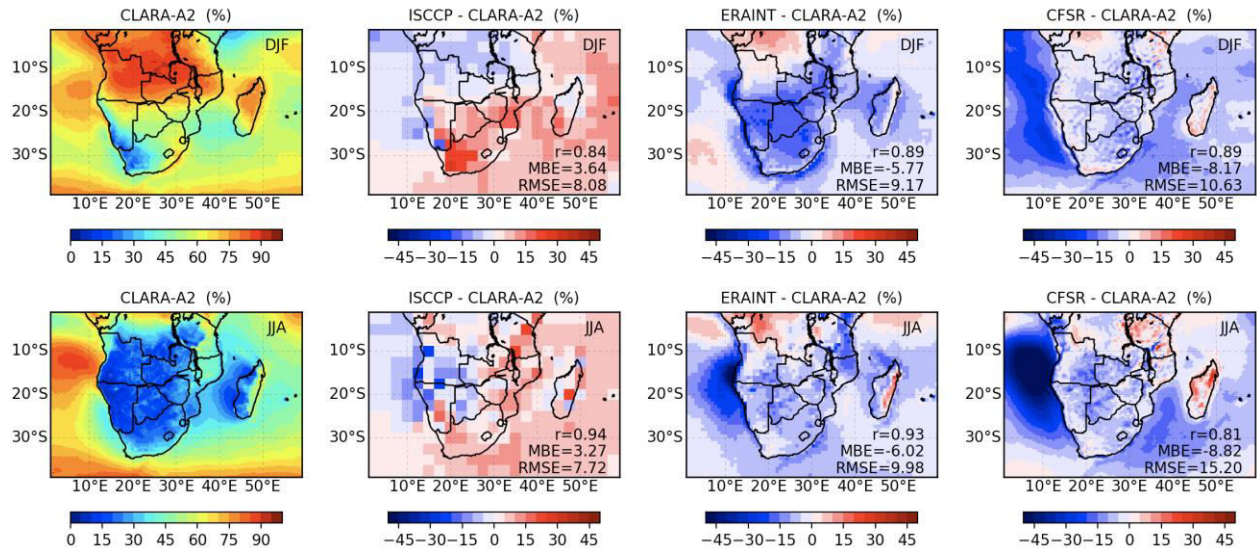 CLARA-A2 (%)
ISCCP - CLARA-A2 (%)
ERAINT - CLARA-A2 (%)
CFSR - CLARA-A2 (%)
DJF
DJF
DJF
DJF
10°S
20°S
30°S
10°S
20°S
30°S
10°S
20°S
30°S
10°S
20°S
30°S
r=0.84
MBE=3.64
RMSE=8.08
r=0.89
MBE=-5.77
RMSE=9.17
r=0.89
MBE=-8.17
RMSE=10.63
10°E 20°E 30°E 40°E 50°E
10°E 20°E 30°E 40°E 50°E
10°E 20°E 30°E 40°E 50°E
10°E 20°E 30°E 40°E 50°E
0 15 30 45 60 75 90
−45 −30 −15 0 15 30 45
−45 −30 −15 0 15 30 45
−45 −30 −15 0 15 30 45
CLARA-A2 (%)
ISCCP - CLARA-A2 (%)
ERAINT - CLARA-A2 (%)
CFSR - CLARA-A2 (%)
JJA
JJA
JJA
JJA
10°S
20°S
30°S
10°S
20°S
30°S
10°S
20°S
30°S
10°S
20°S
30°S
r=0.94
MBE=3.27
RMSE=7.72
r=0.93
MBE=-6.02
RMSE=9.98
r=0.81
MBE=-8.82
RMSE=15.20
10°E 20°E 30°E 40°E 50°E
10°E 20°E 30°E 40°E 50°E
10°E 20°E 30°E 40°E 50°E
10°E 20°E 30°E 40°E 50°E
0 15 30 45 60 75 90
−45 −30 −15 0 15 30 45
−45 −30 −15 0 15 30 45
−45 −30 −15 0 15 30 45